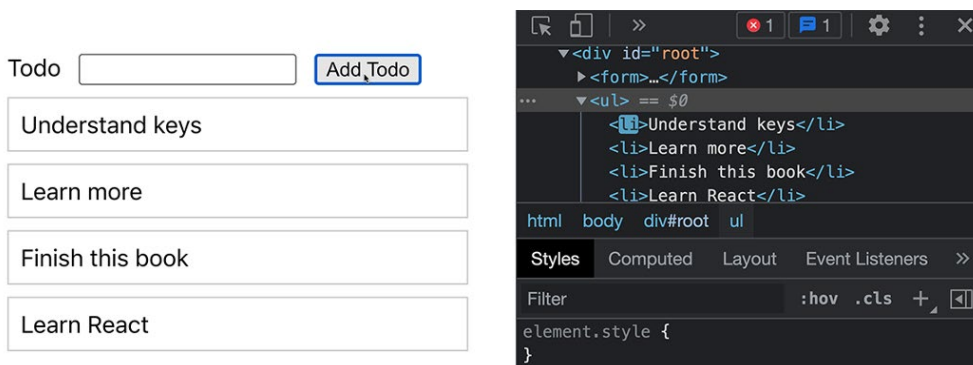 Todo Add Todo
Understand keys
Learn more
Finish this book
Learn React
» 1 1
▼<div id="root">
▶<form>…</form>
… ▼<ul> == $0
<li>Understand keys</li>
<li>Learn more</li>
<li>Finish this book</li>
<li>Learn React</li>
html body div#root ul
Styles Computed Layout Event Listeners »
Filter :hov .cls +
element.style {
}